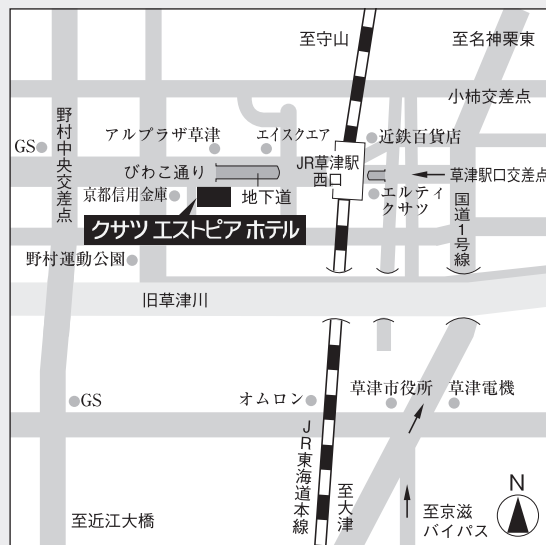 至守山
至名神栗東
小柿交差点
野村中央交差点
GS
アルプラザ草津
エイスクエア
近鉄百貨店
JR草津駅
西口
びわこ通り
草津駅口交差点
京都信用金庫
地下道
エルティ
クサツ
国道1号線
クサツ エストピア ホテル
野村運動公園
旧草津川
GS
オムロン
草津市役所
草津電機
JR東海道本線
至大津
至近江大橋
至京滋
バイパス
N